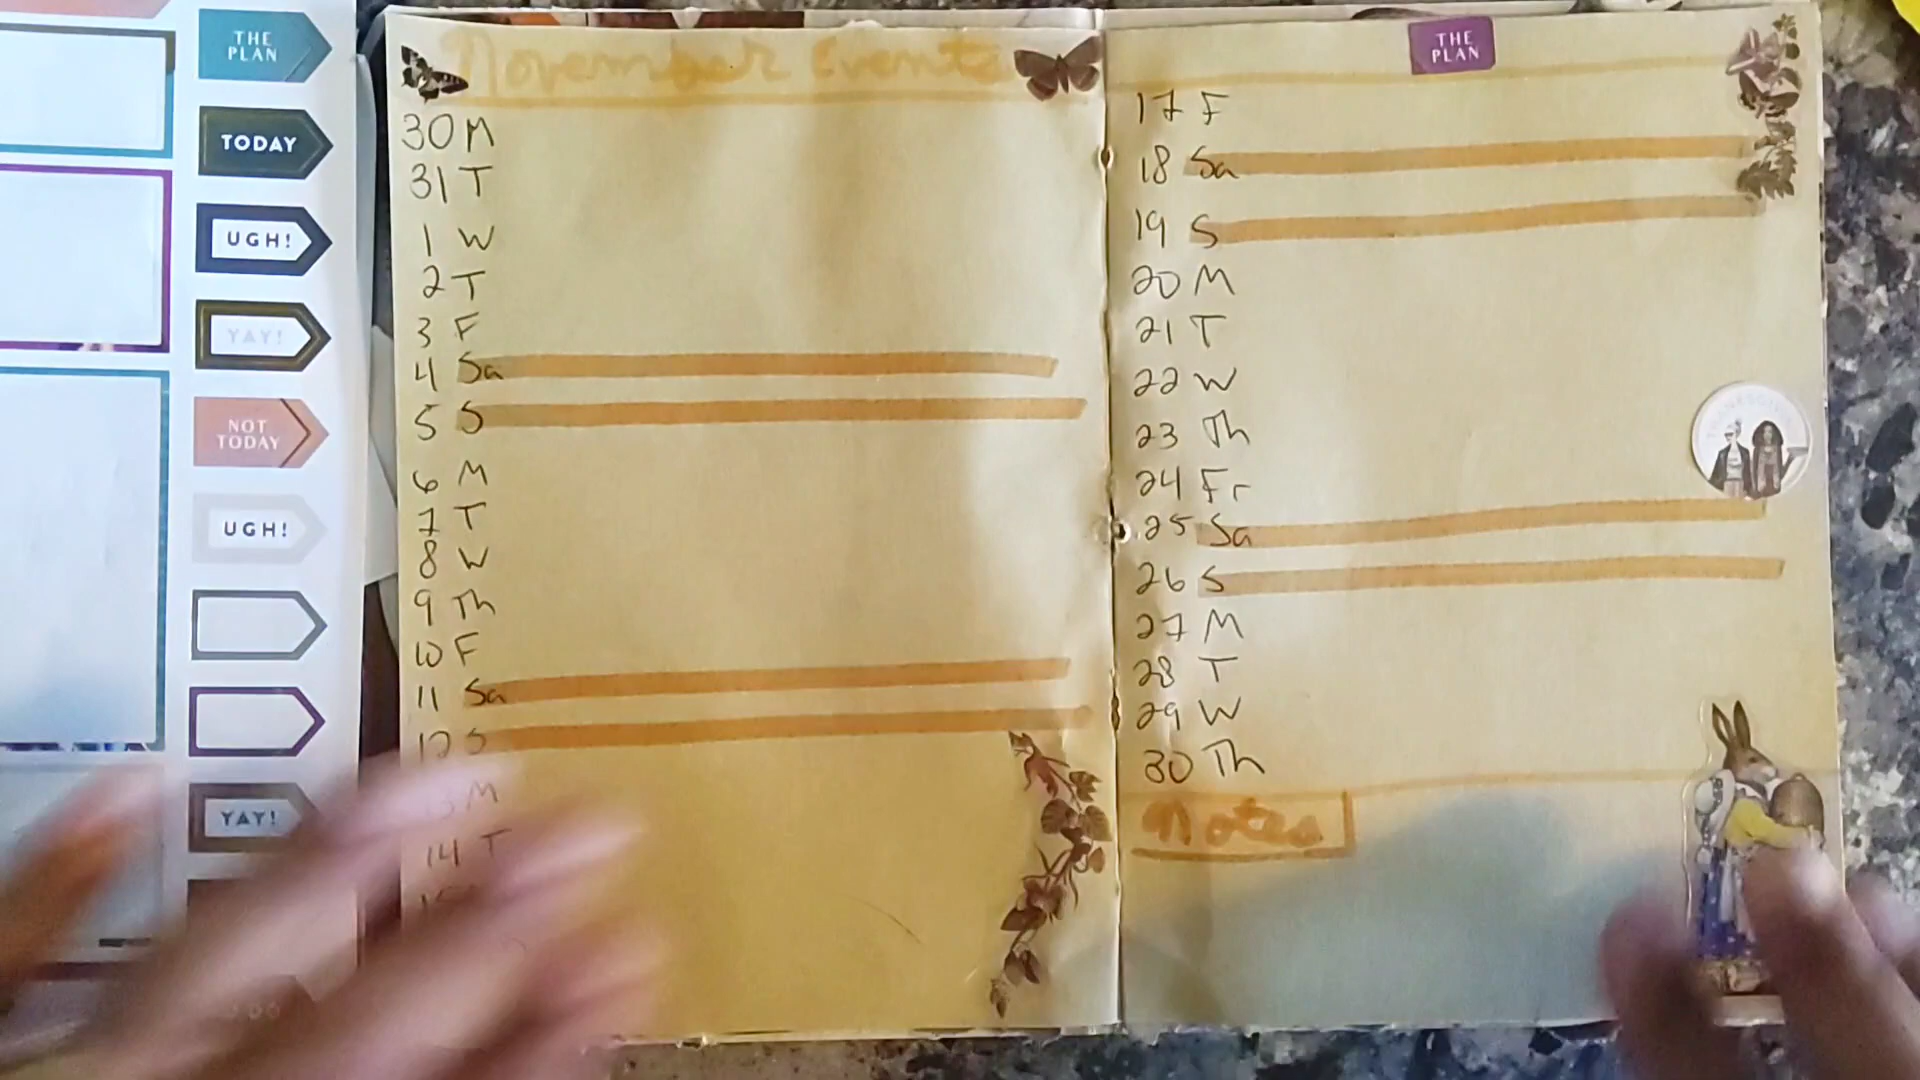 THE
PLAN
TODAY
UGH!
YAY!
NOT
TODAY
UGH!
YAY!
November Events
30 M
31 T
1 W
2 T
3 F
4 Sa
5 S
6 M
7 T
8 W
9 Th
10 F
11 Sa
12 S
13 M
14 T
THE
PLAN
17 F
18 Sa
19 S
20 M
21 T
22 W
23 Th
24 Fr
25 Sa
26 S
27 M
28 T
29 W
30 Th
Notes